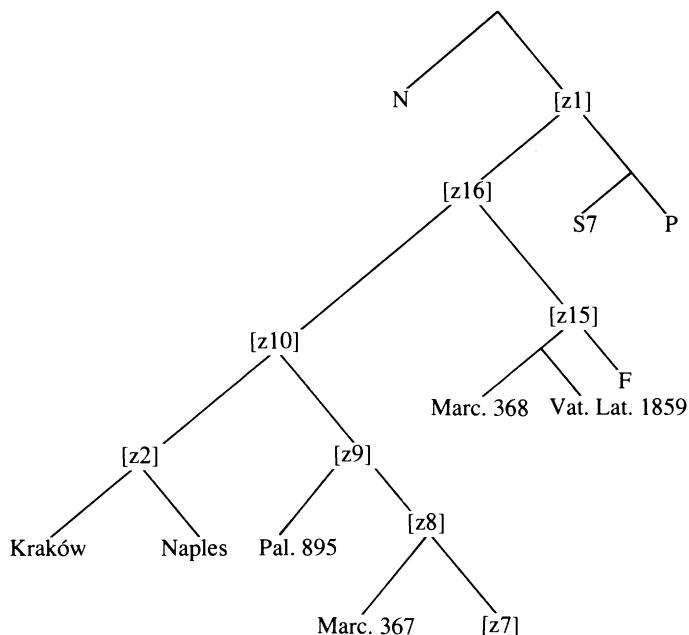 N
[z1]
[z16]
S7 P
[z15]
[z10]
F
Marc. 368 Vat. Lat. 1859
[z2] [z9]
[z8]
Kraków Naples Pal. 895
Marc. 367 [z7]